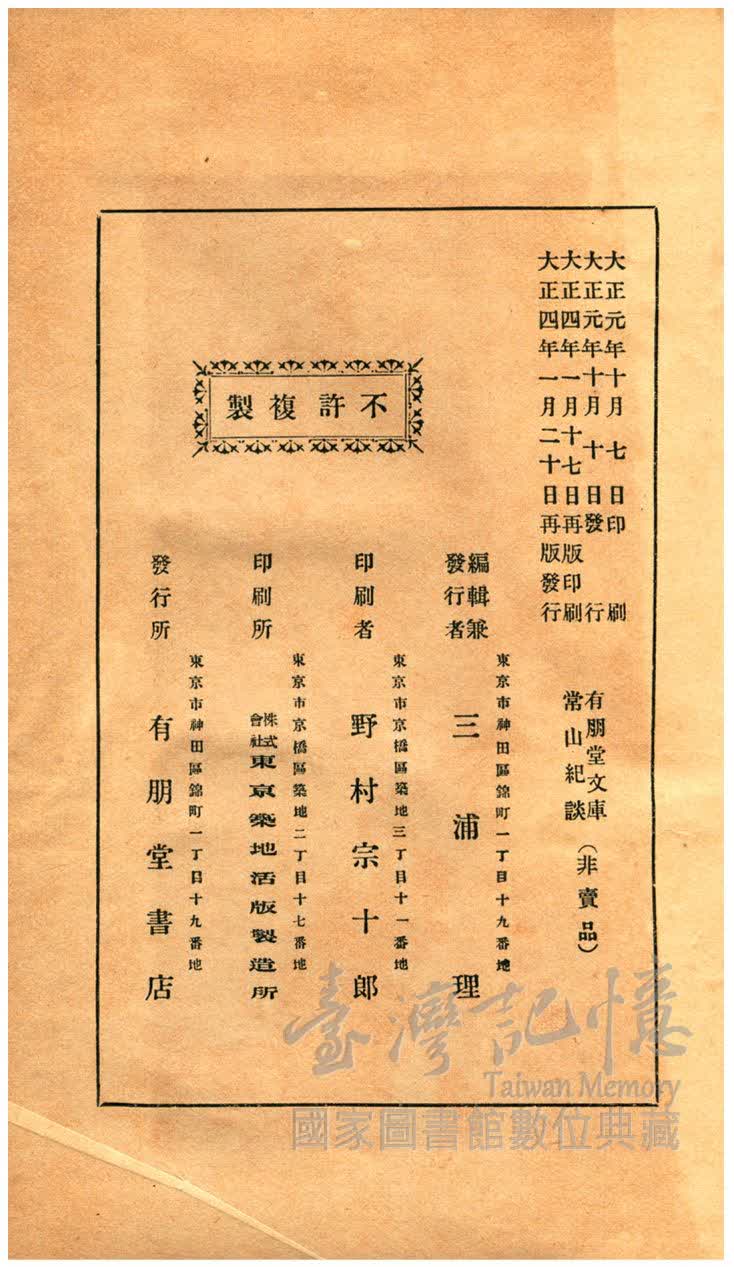 大正元年十月七日印刷
大正元年十月十日發行
大正四年一月十七日再版印刷
大正四年一月二十日再版發行
有朋堂文庫
常山紀談
（非賣品）
不許複製
編輯兼
發行者
東京市神田區錦町一丁目十九番地
三浦理
印刷者
東京市京橋區築地三丁目十一番地
野村宗十郎
印刷所
東京市京橋區築地二丁目十七番地
株式
會社
東京築地活版製造所
發行所
東京市神田區錦町一丁目十九番地
有朋堂書店
臺灣記憶
Taiwan Memory
國家圖書館數位典藏